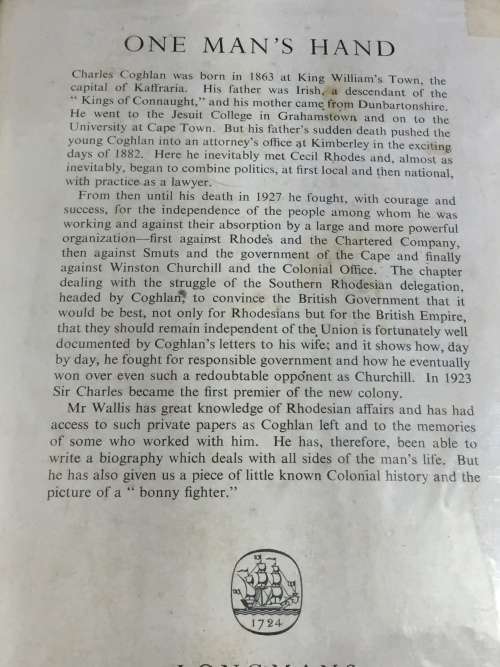 ONE MAN'S HAND
Charles Coghlan was born in 1863 at King William's Town, the
capital of Kaffraria. His father was Irish, a descendant of the
" Kings of Connaught," and his mother came from Dunbartonshire.
He went to the Jesuit College in Grahamstown and on to the
University at Cape Town. But his father's sudden death pushed the
young Coghlan into an attorney's office at Kimberley in the exciting
days of 1882. Here he inevitably met Cecil Rhodes and, almost as
inevitably, began to combine politics, at first local and then national,
with practice as a lawyer.
From then until his death in 1927 he fought, with courage and
success, for the independence of the people among whom he was
working and against their absorption by a large and more powerful
organization—first against Rhodes and the Chartered Company,
then against Smuts and the government of the Cape and finally
against Winston Churchill and the Colonial Office. The chapter
dealing with the struggle of the Southern Rhodesian delegation,
headed by Coghlan, to convince the British Government that it
would be best, not only for Rhodesians but for the British Empire,
that they should remain independent of the Union is fortunately well
documented by Coghlan's letters to his wife; and it shows how, day
by day, he fought for responsible government and how he eventually
won over even such a redoubtable opponent as Churchill. In 1923
Sir Charles became the first premier of the new colony.
Mr Wallis has great knowledge of Rhodesian affairs and has had
access to such private papers as Coghlan left and to the memories
of some who worked with him. He has, therefore, been able to
write a biography which deals with all sides of the man's life. But
he has also given us a piece of little known Colonial history and the
picture of a " bonny fighter."
1724
LONGMANS